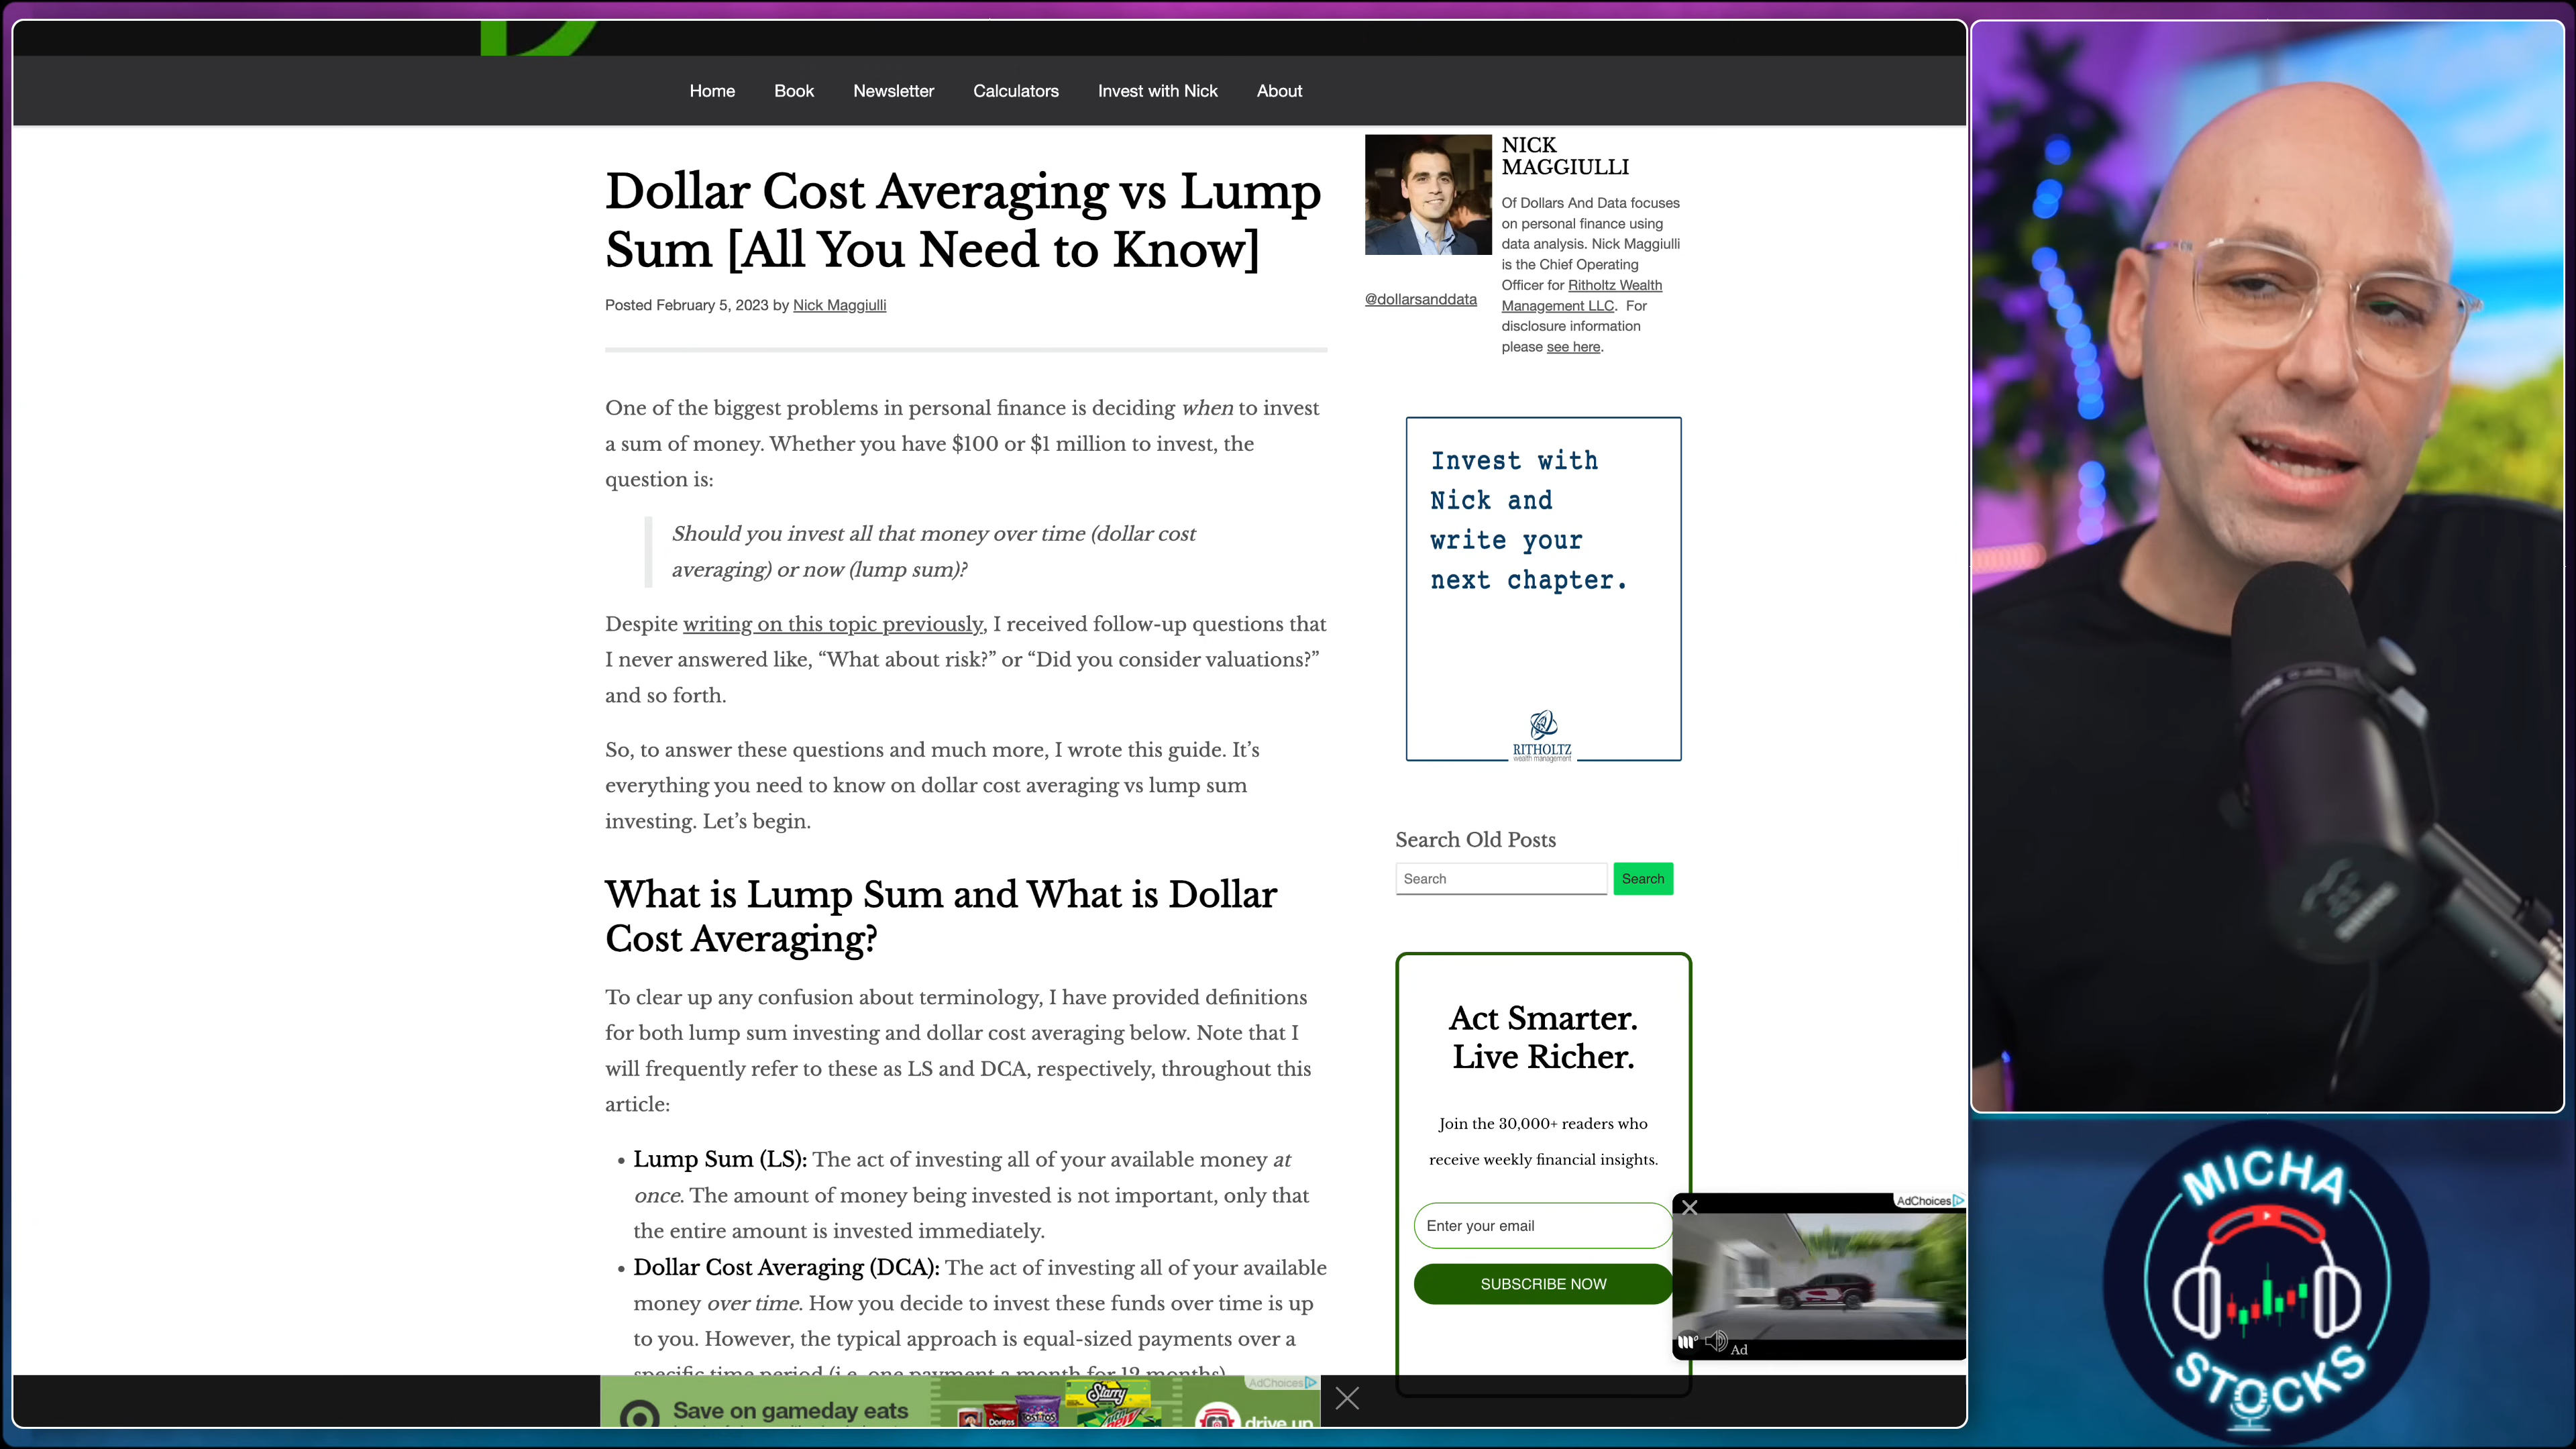 Home Book Newsletter Calculators Invest with Nick About
Dollar Cost Averaging vs Lump
Sum [All You Need to Know]
Posted February 5, 2023 by Nick Maggiulli
One of the biggest problems in personal finance is deciding when to invest
a sum of money. Whether you have $100 or $1 million to invest, the
question is:
Should you invest all that money over time (dollar cost
averaging) or now (lump sum)?
Despite writing on this topic previously, I received follow-up questions that
I never answered like, “What about risk?” or “Did you consider valuations?”
and so forth.
So, to answer these questions and much more, I wrote this guide. It’s
everything you need to know on dollar cost averaging vs lump sum
investing. Let’s begin.
What is Lump Sum and What is Dollar
Cost Averaging?
To clear up any confusion about terminology, I have provided definitions
for both lump sum investing and dollar cost averaging below. Note that I
will frequently refer to these as LS and DCA, respectively, throughout this
article:
• Lump Sum (LS): The act of investing all of your available money at
once. The amount of money being invested is not important, only that
the entire amount is invested immediately.
• Dollar Cost Averaging (DCA): The act of investing all of your available
money over time. How you decide to invest these funds over time is up
to you. However, the typical approach is equal-sized payments over a
specific time period (i.e. one payment a month for 12 months)
NICK
MAGGIULLI
Of Dollars And Data focuses
on personal finance using
data analysis. Nick Maggiulli
is the Chief Operating
Officer for Ritholtz Wealth
Management LLC. For
disclosure information
please see here.
@dollarsanddata
Invest with
Nick and
write your
next chapter.
RITHOLTZ
wealth management
Search Old Posts
Search Search
Act Smarter.
Live Richer.
Join the 30,000+ readers who
receive weekly financial insights.
Enter your email
SUBSCRIBE NOW
AdChoices
Ad
AdChoices
Save on gameday eats
Doritos
TOSTITOS
Starry
drive up
MICHA
STOCKS